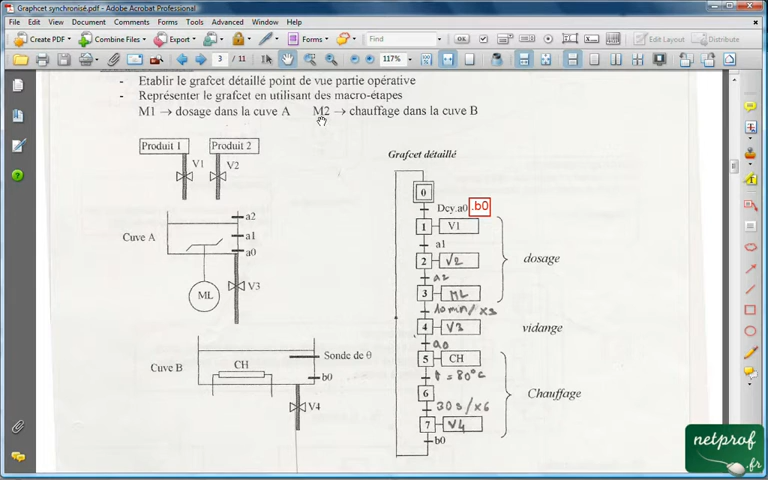 Graphcet synchronisé.pdf - Adobe Acrobat Professional
File Edit View Document Comments Forms Tools Advanced Window Help
Create PDF Combine Files Export Forms Find Edit Layout Distribute
3 / 11 117%
- Etablir le grafcet détaillé point de vue partie opérative
- Représenter le grafcet en utilisant des macro-étapes
M1 → dosage dans la cuve A M2 → chauffage dans la cuve B
Produit 1 Produit 2
V1 V2
Grafcet détaillé
0
Dcy.a0 .b0
1 V1
a1
2 V2
a2
3 ML
10mn/X3
4 V3
a0
5 CH
θ = 80°c
6
30s/X6
7 V4
b0
dosage
vidange
Chauffage
a2
Cuve A a1
a0
ML V3
Sonde de θ
Cuve B CH
b0
V4
netprof
.fr